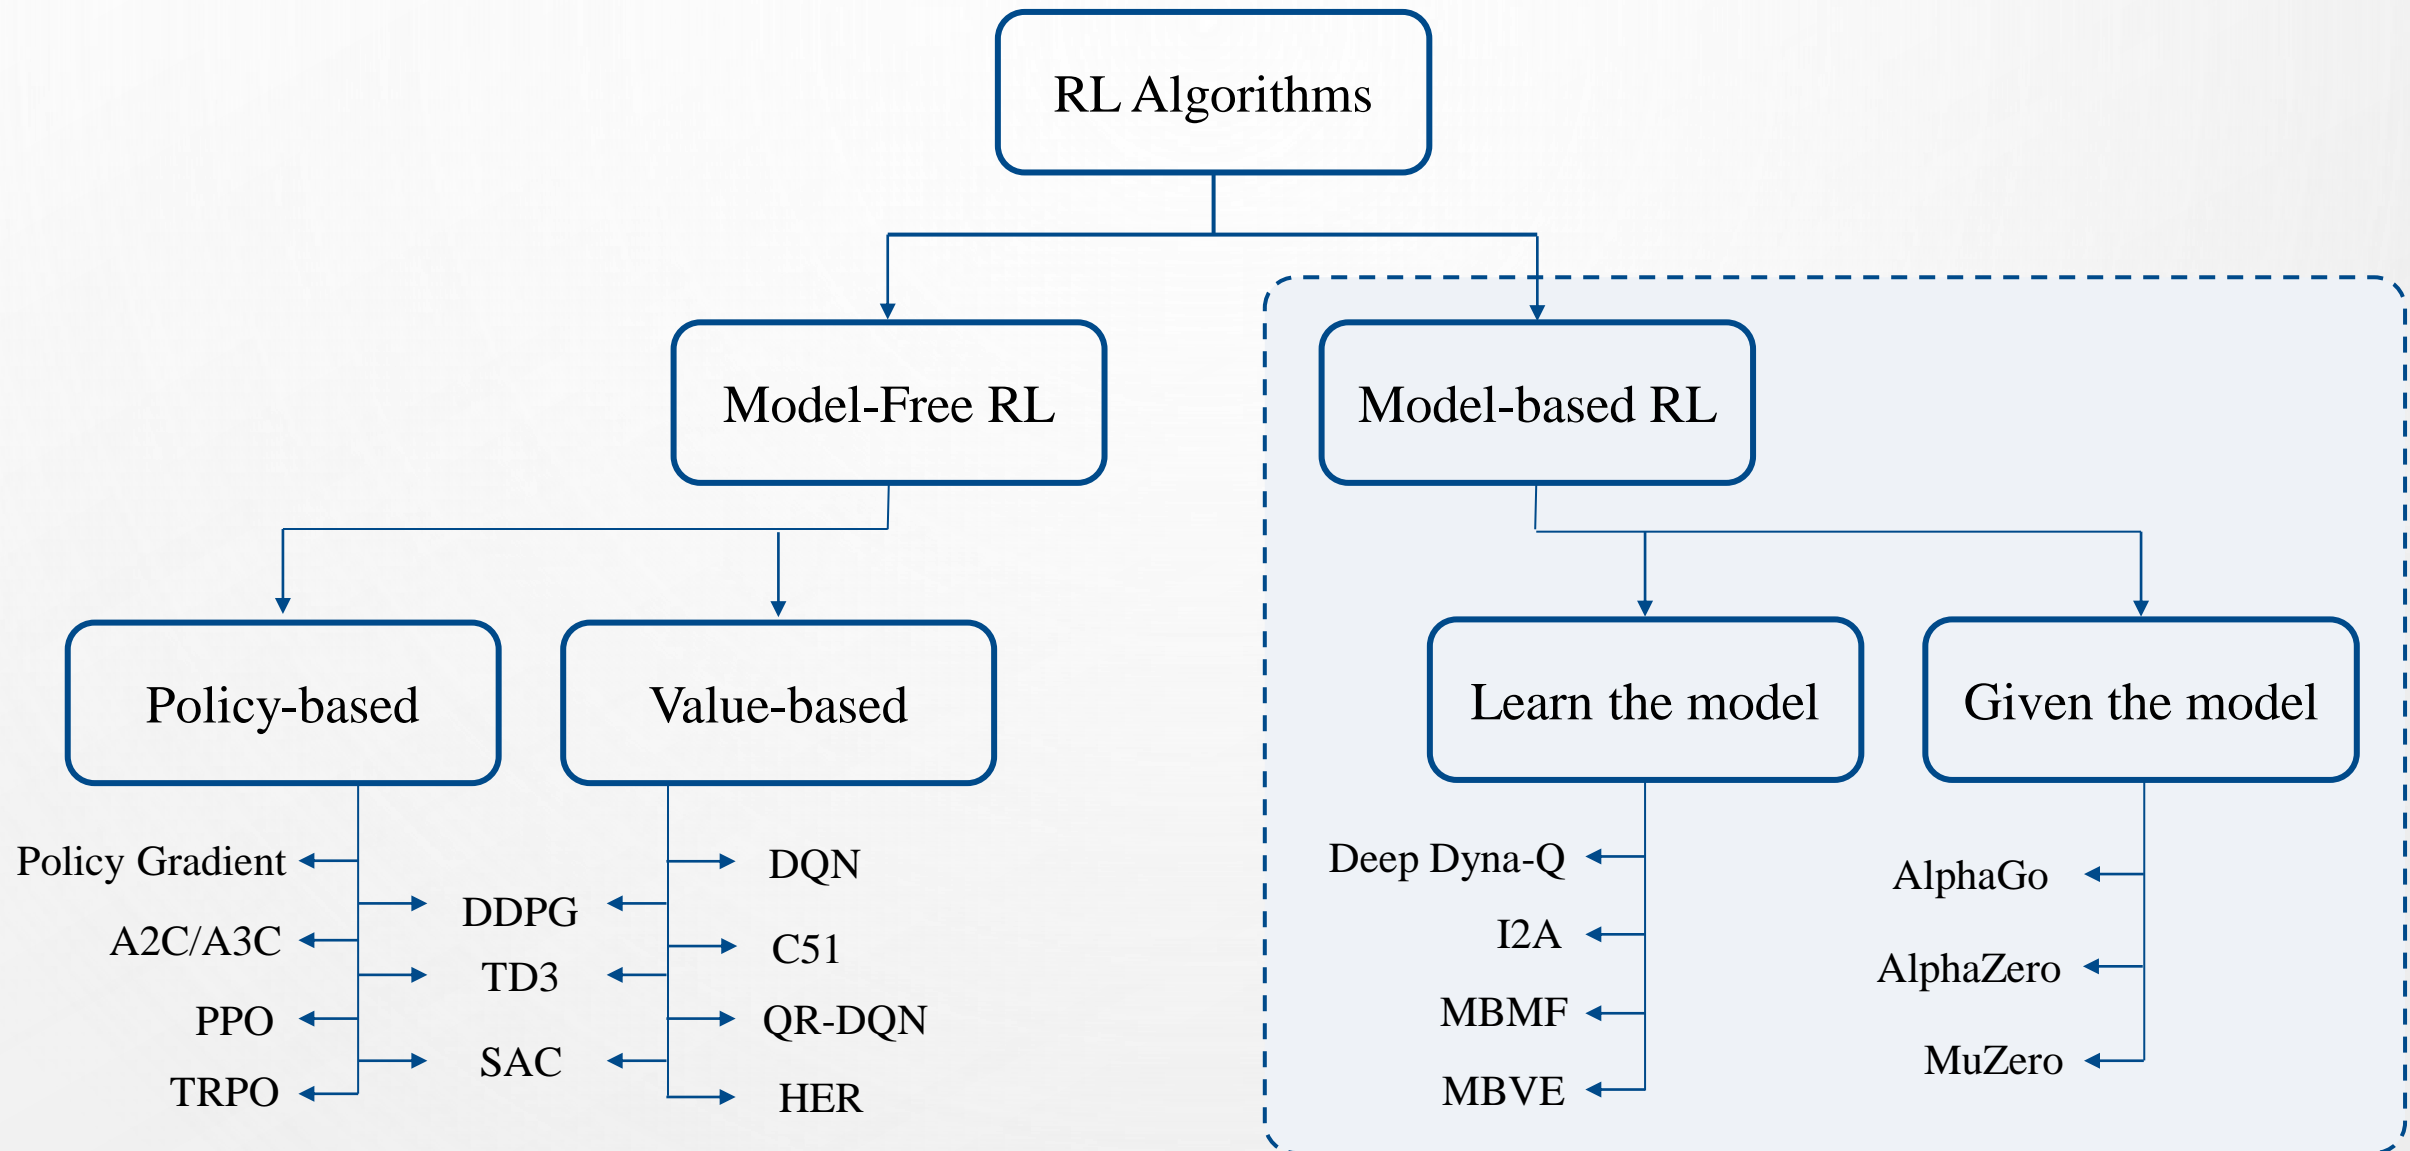 RL Algorithms
Model-Free RL
Model-based RL
Policy-based
Value-based
Learn the model
Given the model
Policy Gradient
A2C/A3C
PPO
TRPO
DDPG
TD3
SAC
DQN
C51
QR-DQN
HER
Deep Dyna-Q
I2A
MBMF
MBVE
AlphaGo
AlphaZero
MuZero